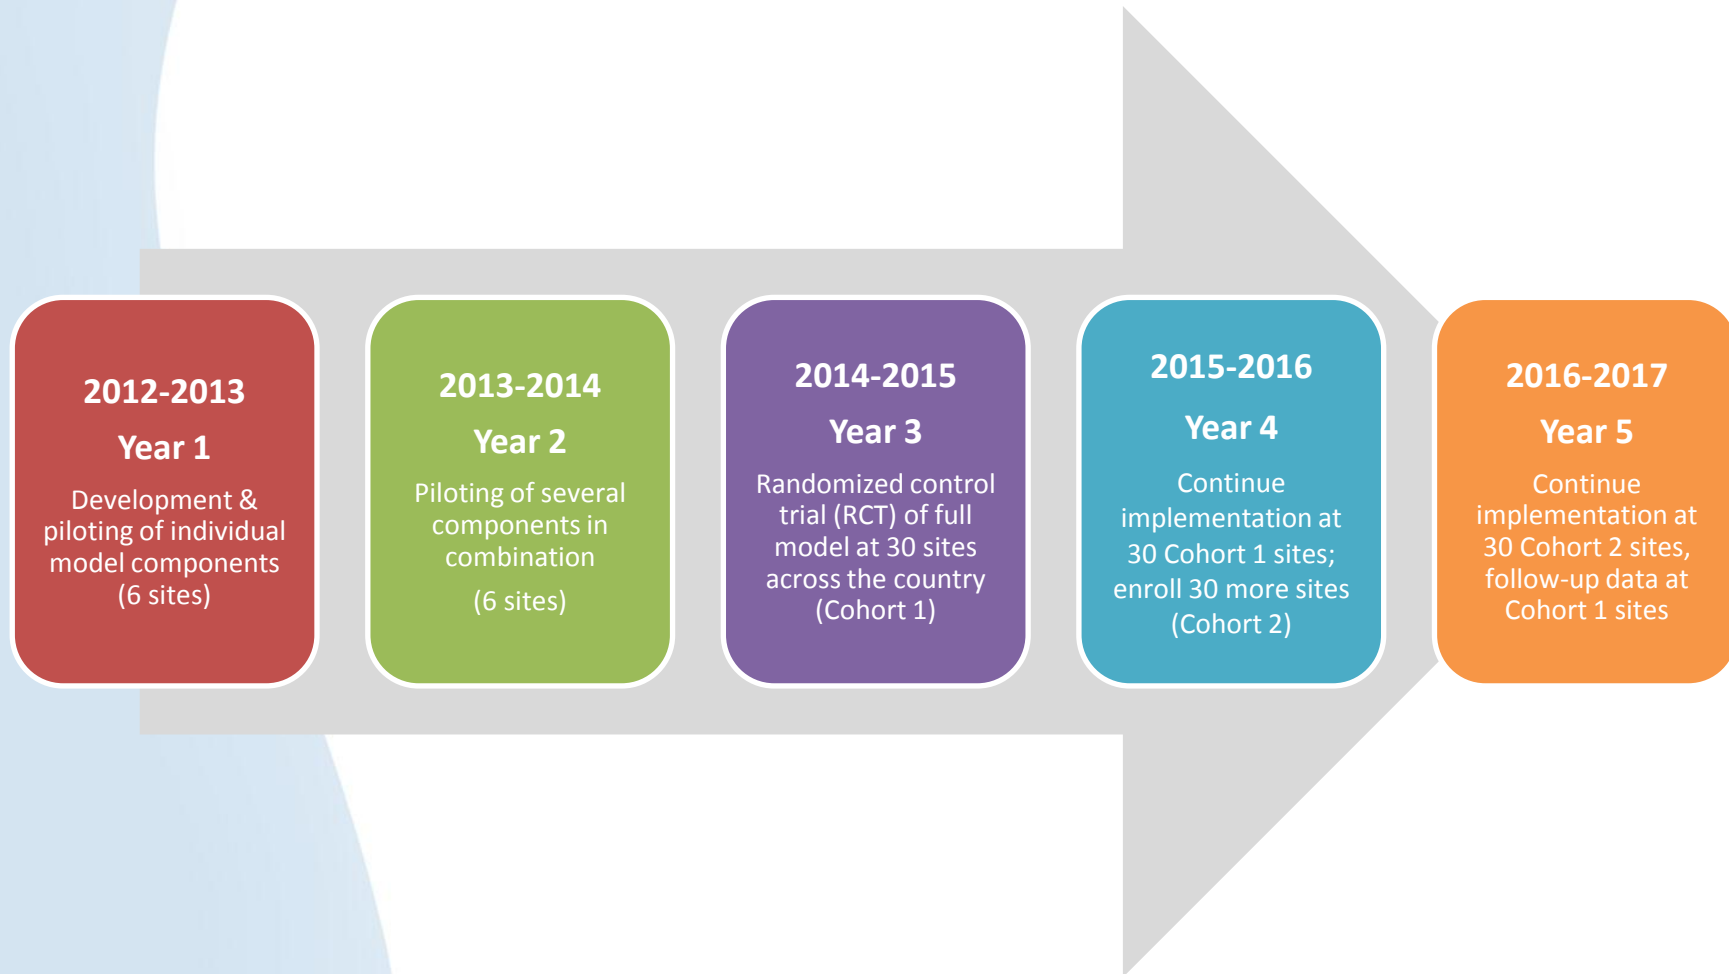 2012-2013
Year 1
Development &
piloting of individual
model components
(6 sites)
2013-2014
Year 2
Piloting of several
components in
combination
(6 sites)
2014-2015
Year 3
Randomized control
trial (RCT) of full
model at 30 sites
across the country
(Cohort 1)
2015-2016
Year 4
Continue
implementation at
30 Cohort 1 sites;
enroll 30 more sites
(Cohort 2)
2016-2017
Year 5
Continue
implementation at
30 Cohort 2 sites,
follow-up data at
Cohort 1 sites